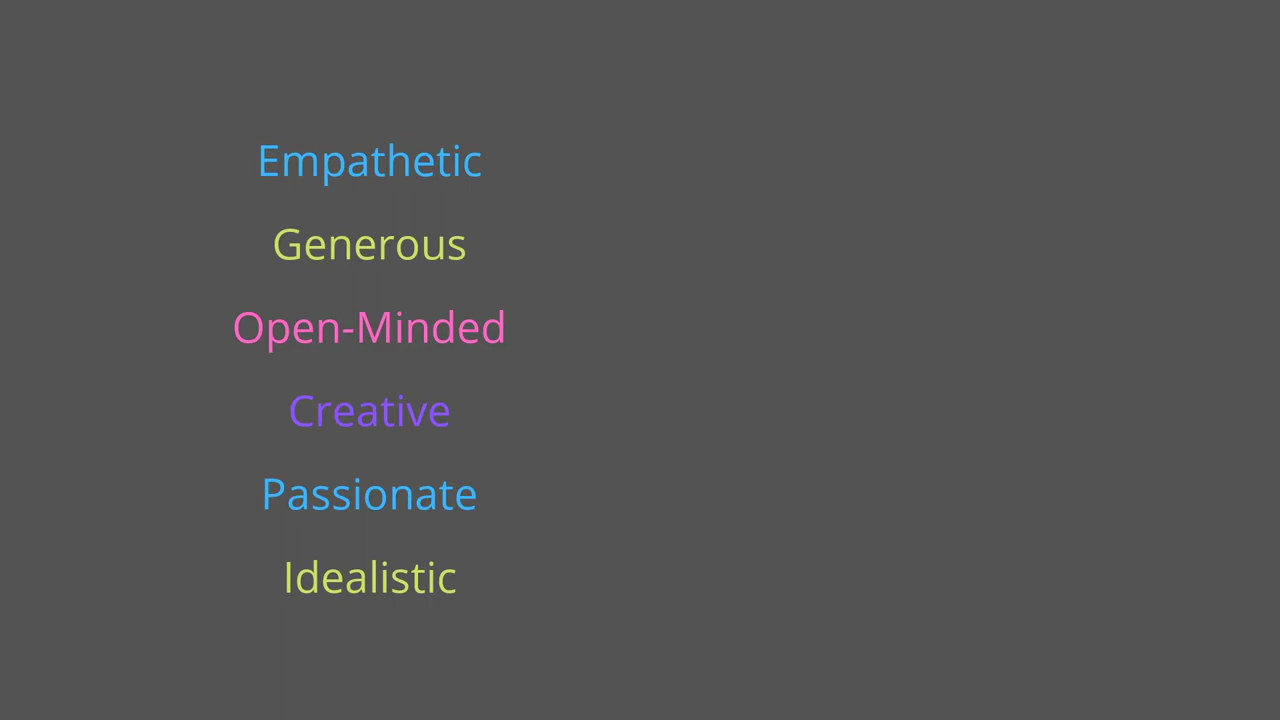 Empathetic
Generous
Open-Minded
Creative
Passionate
Idealistic